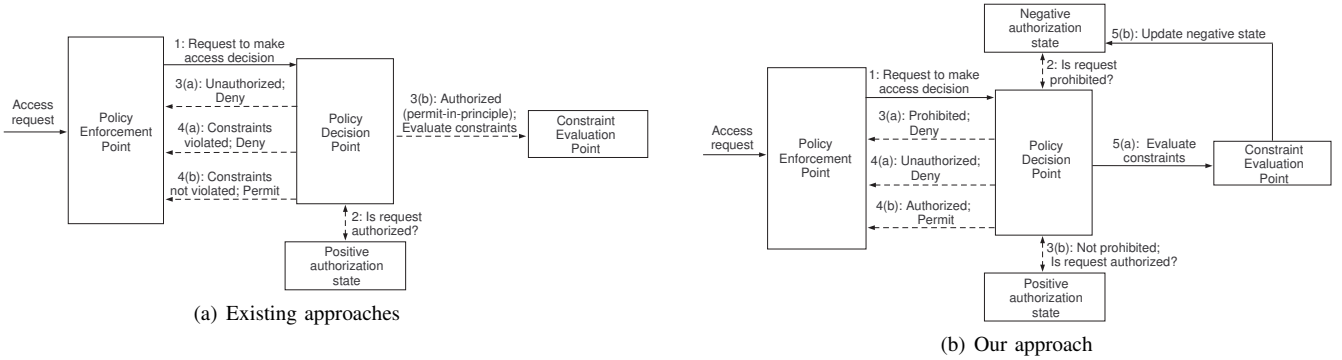 Access
request
Policy
Enforcement
Point
1: Request to make
access decision
3(a): Unauthorized;
Deny
4(a): Constraints
violated; Deny
4(b): Constraints
not violated; Permit
Policy
Decision
Point
3(b): Authorized
(permit-in-principle);
Evaluate constraints
Constraint
Evaluation
Point
2: Is request
authorized?
Positive
authorization
state
(a) Existing approaches
Negative
authorization
state
5(b): Update negative state
2: Is request
prohibited?
Access
request
Policy
Enforcement
Point
1: Request to make
access decision
3(a): Prohibited;
Deny
4(a): Unauthorized;
Deny
4(b): Authorized;
Permit
Policy
Decision
Point
5(a): Evaluate
constraints
Constraint
Evaluation
Point
3(b): Not prohibited;
Is request authorized?
Positive
authorization
state
(b) Our approach